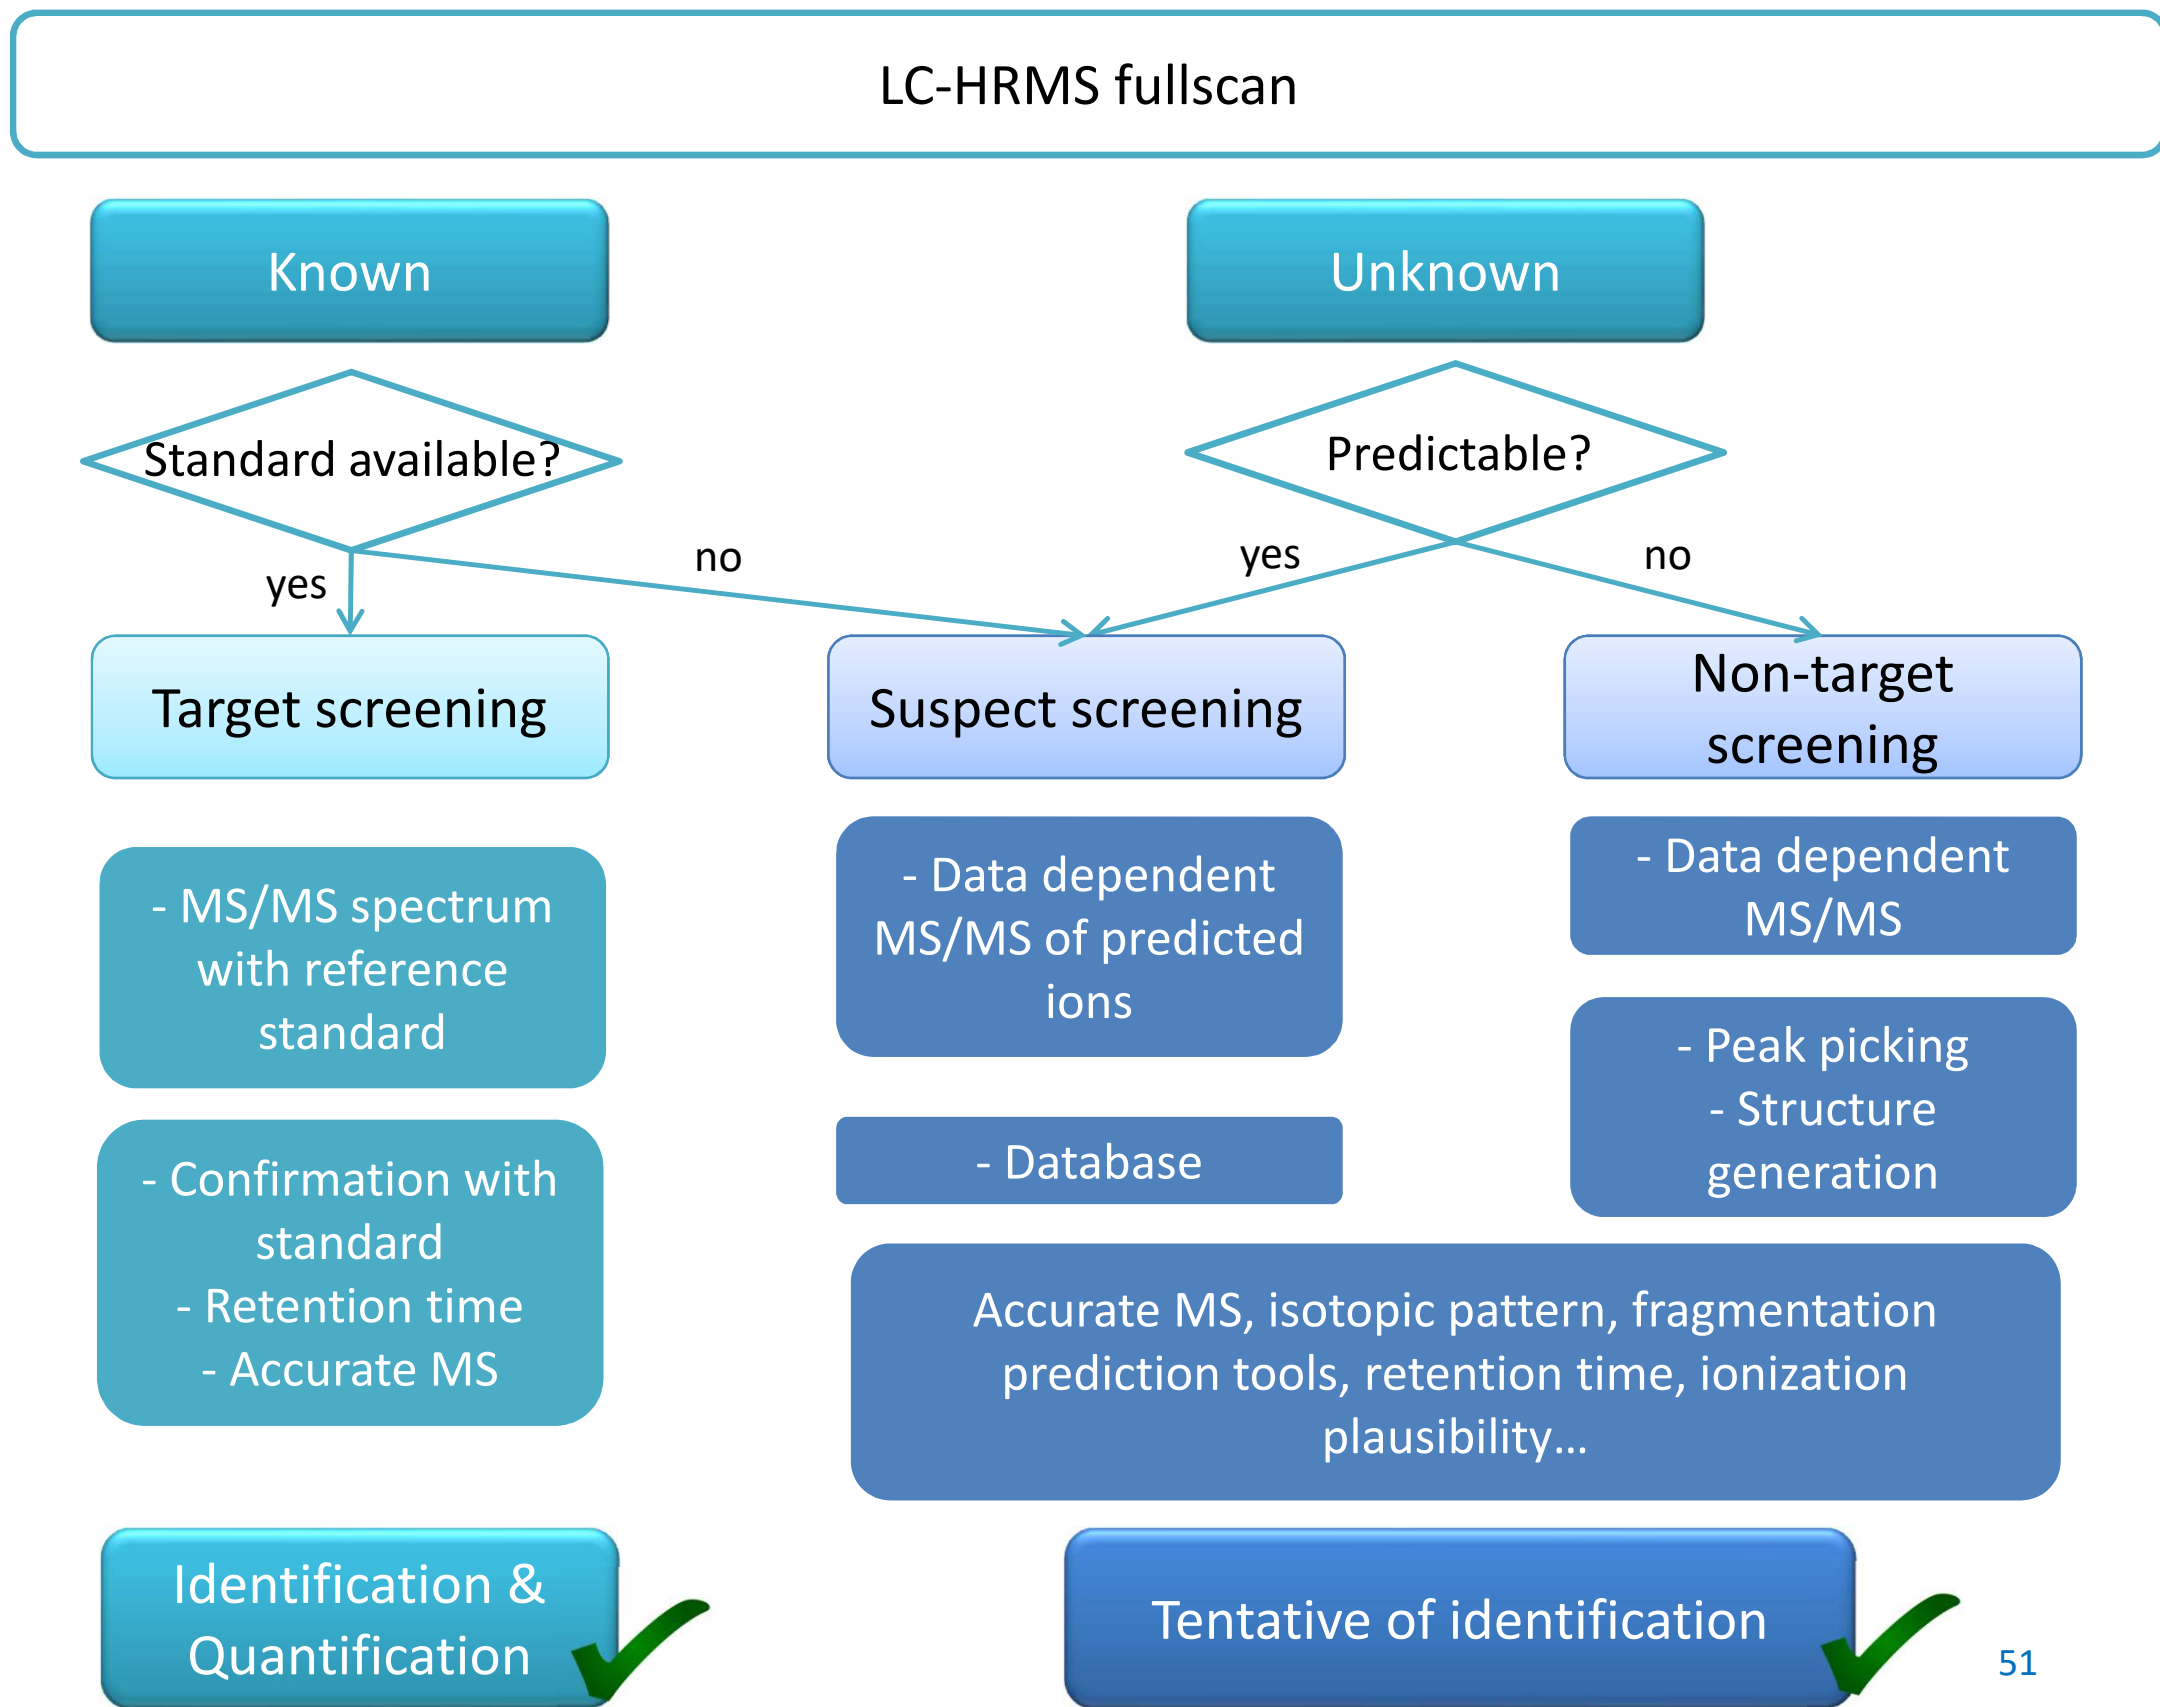 LC-HRMS fullscan
Known
Unknown
Standard available?
Predictable?
yes
no
yes
no
Target screening
Suspect screening
Non-target
screening
- MS/MS spectrum
with reference
standard
- Confirmation with
standard
- Retention time
- Accurate MS
- Data dependent
MS/MS of predicted
ions
- Database
- Data dependent
MS/MS
- Peak picking
- Structure
generation
Accurate MS, isotopic pattern, fragmentation
prediction tools, retention time, ionization
plausibility...
Identification &
Quantification
Tentative of identification
51